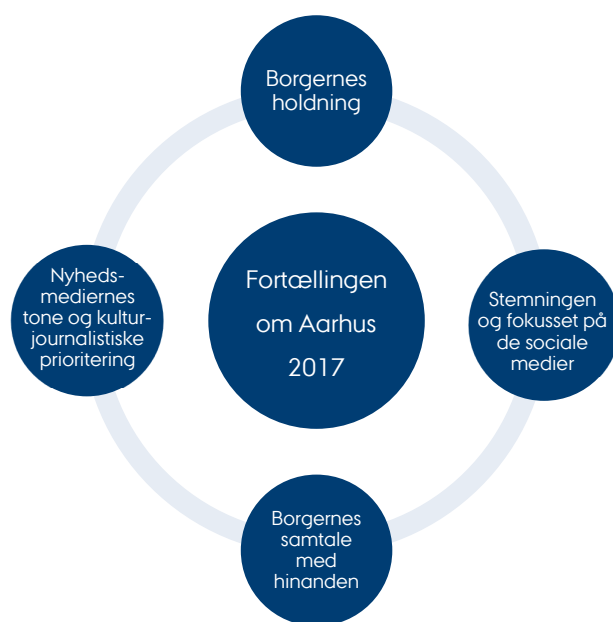 Borgernes
holdning
Nyheds-
mediernes
tone og kultur-
journalistiske
prioritering
Fortællingen
om Aarhus
2017
Stemningen
og fokusset på
de sociale
medier
Borgernes
samtale
med
hinanden